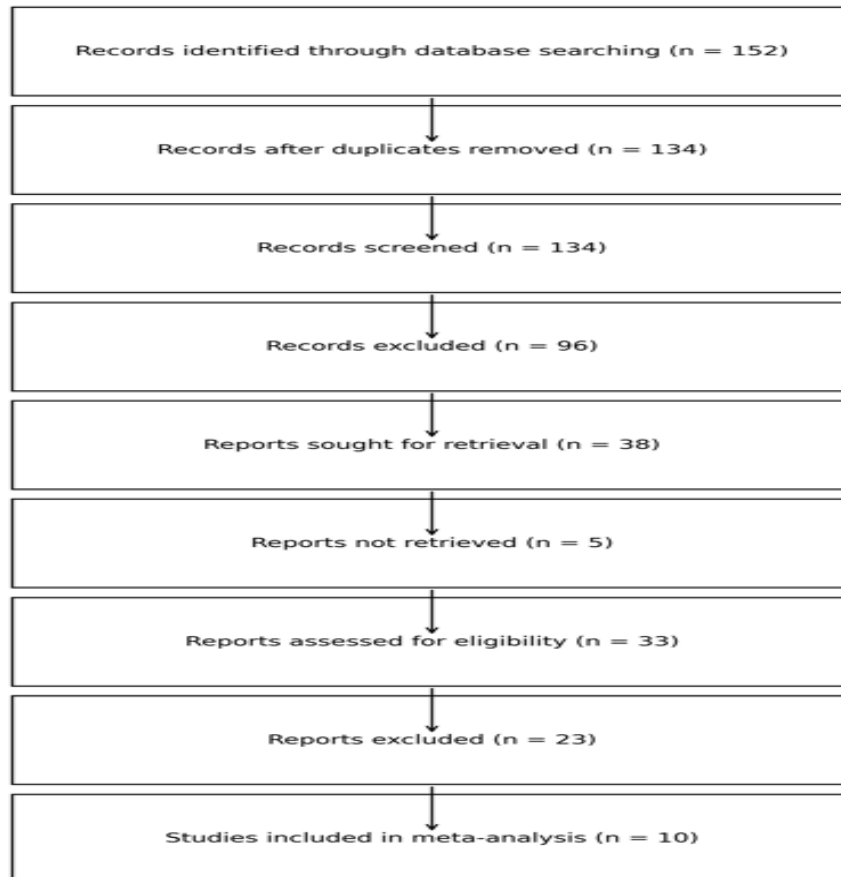 Records identified through database searching (n = 152)
Records after duplicates removed (n = 134)
Records screened (n = 134)
Records excluded (n = 96)
Reports sought for retrieval (n = 38)
Reports not retrieved (n = 5)
Reports assessed for eligibility (n = 33)
Reports excluded (n = 23)
Studies included in meta-analysis (n = 10)